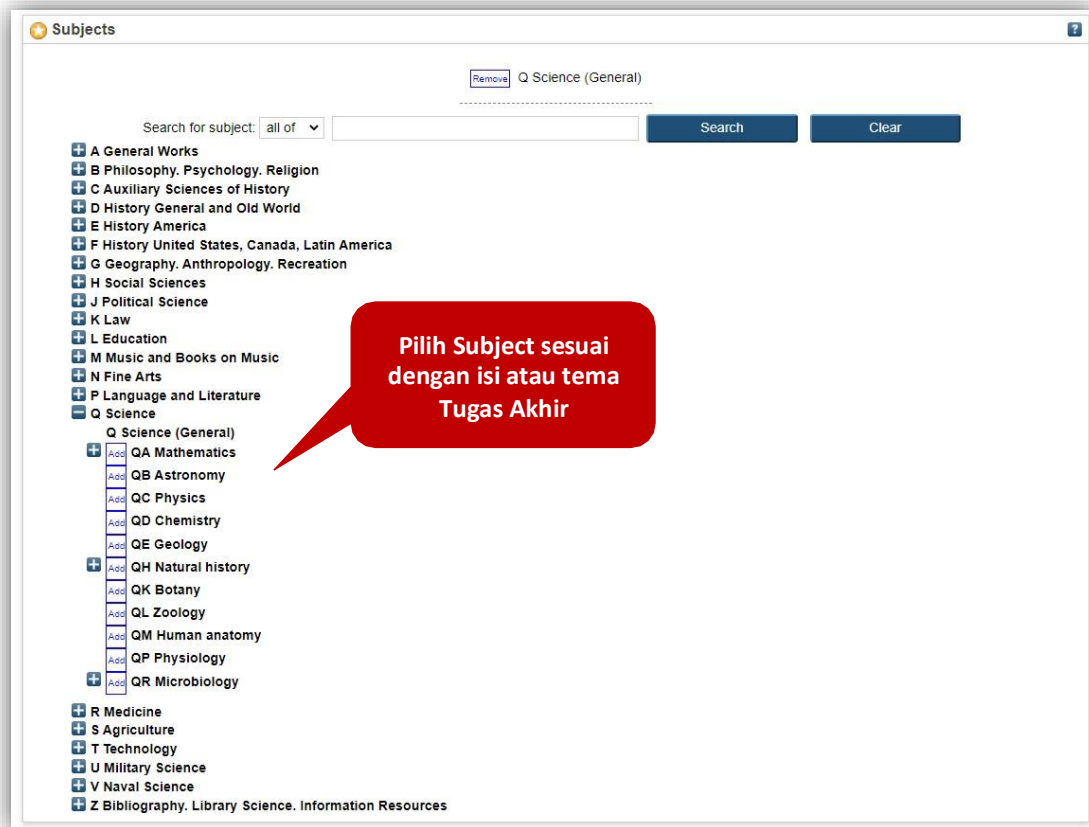 Subjects
?
Remove Q Science (General)
Search for subject: all of Search Clear
A General Works
B Philosophy. Psychology. Religion
C Auxiliary Sciences of History
D History General and Old World
E History America
F History United States, Canada, Latin America
G Geography. Anthropology. Recreation
H Social Sciences
J Political Science
K Law
L Education
M Music and Books on Music
N Fine Arts
P Language and Literature
Q Science
Q Science (General)
Add QA Mathematics
Add QB Astronomy
Add QC Physics
Add QD Chemistry
Add QE Geology
Add QH Natural history
Add QK Botany
Add QL Zoology
Add QM Human anatomy
Add QP Physiology
Add QR Microbiology
R Medicine
S Agriculture
T Technology
U Military Science
V Naval Science
Z Bibliography. Library Science. Information Resources
Pilih Subject sesuai
dengan isi atau tema
Tugas Akhir